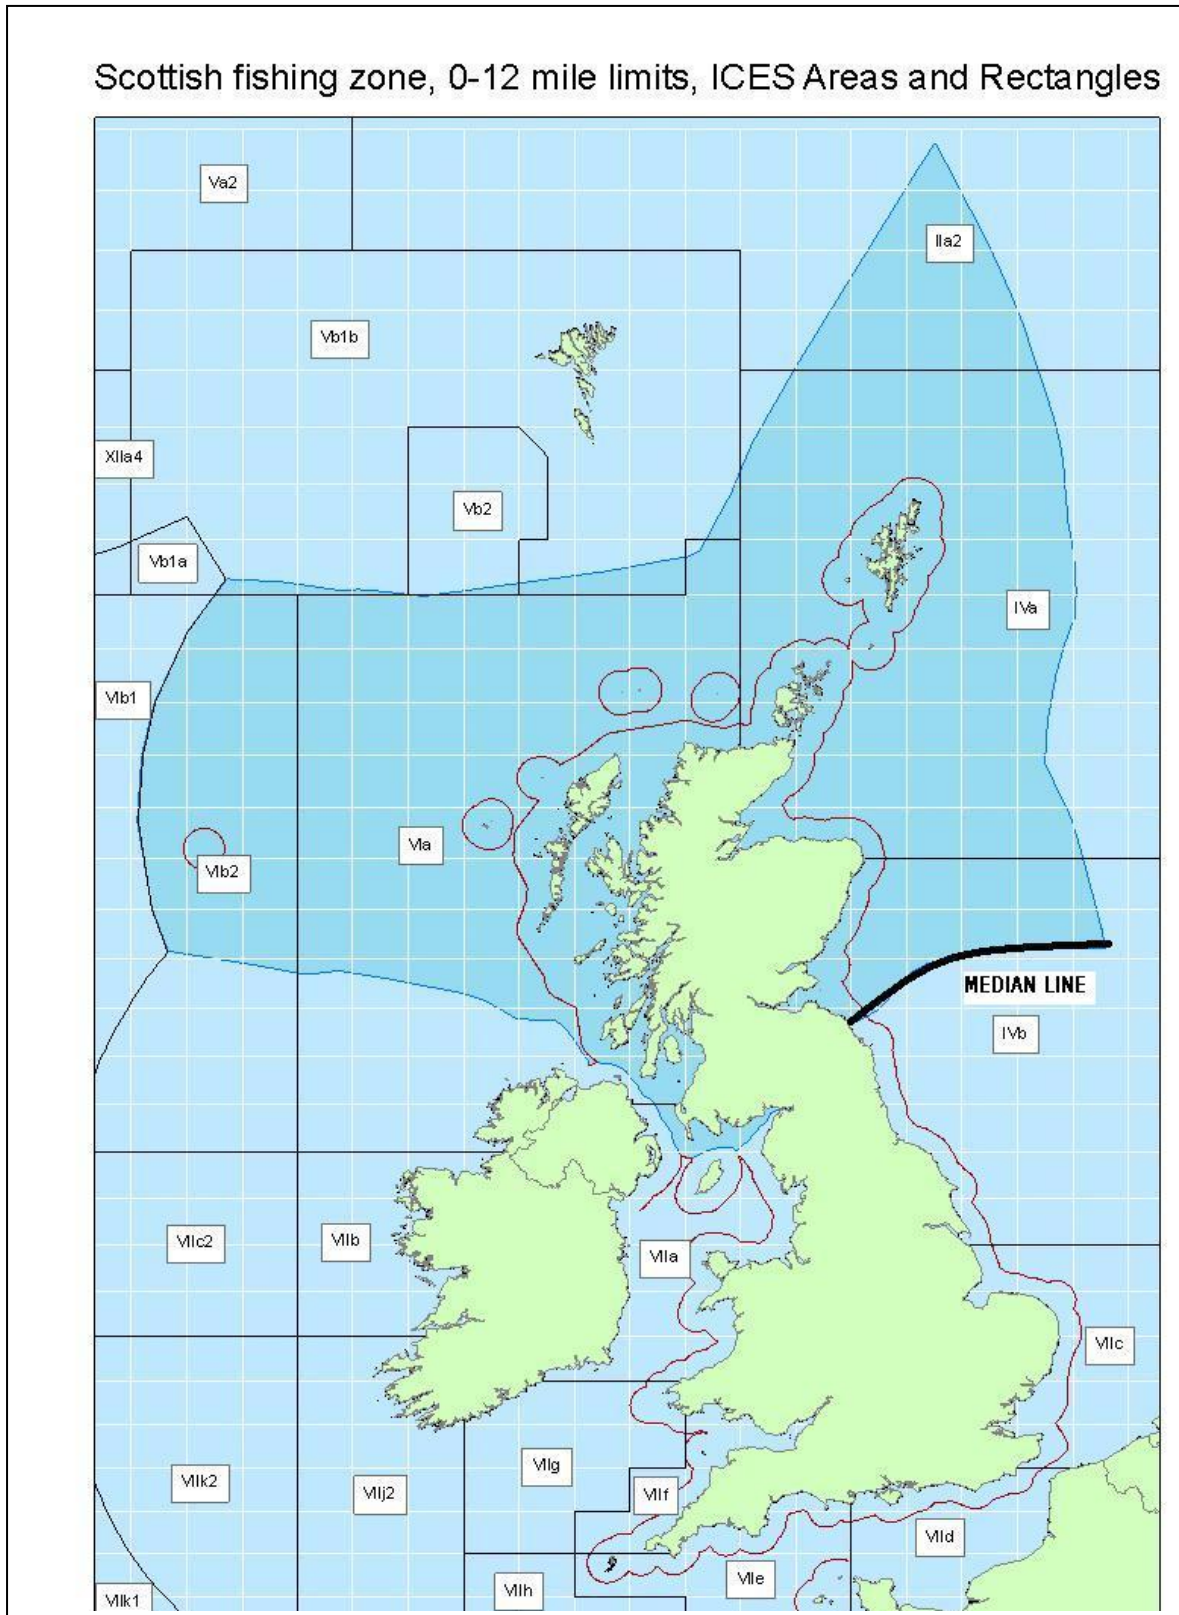 Scottish fishing zone, 0-12 mile limits, ICES Areas and Rectangles
Va2
IIa2
Vb1b
XIIa4
Vb2
Vb1a
IVa
VIb1
VIa
VIb2
MEDIAN LINE
IVb
VIIc2
VIIb
VIIa
VIIc
VIIg
VIIk2
VIIj2
VIIf
VIId
VIIe
VIIh
VIIk1